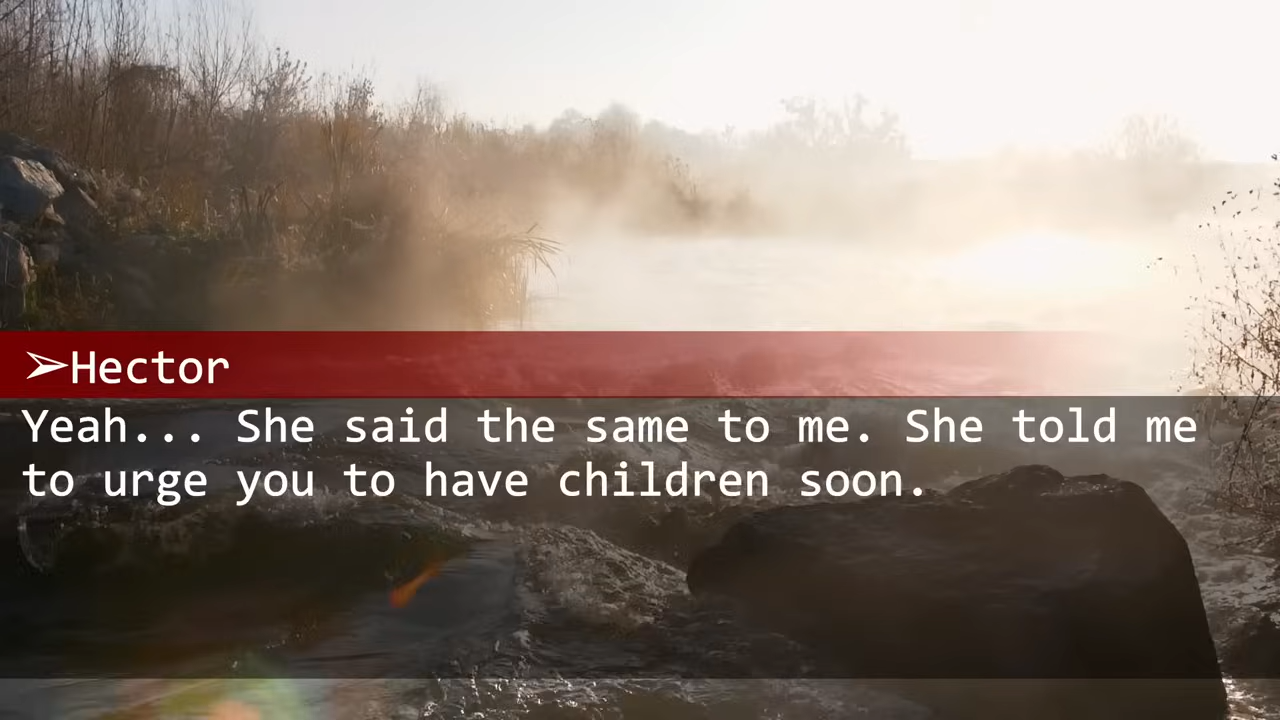 ➢Hector
Yeah... She said the same to me. She told me
to urge you to have children soon.